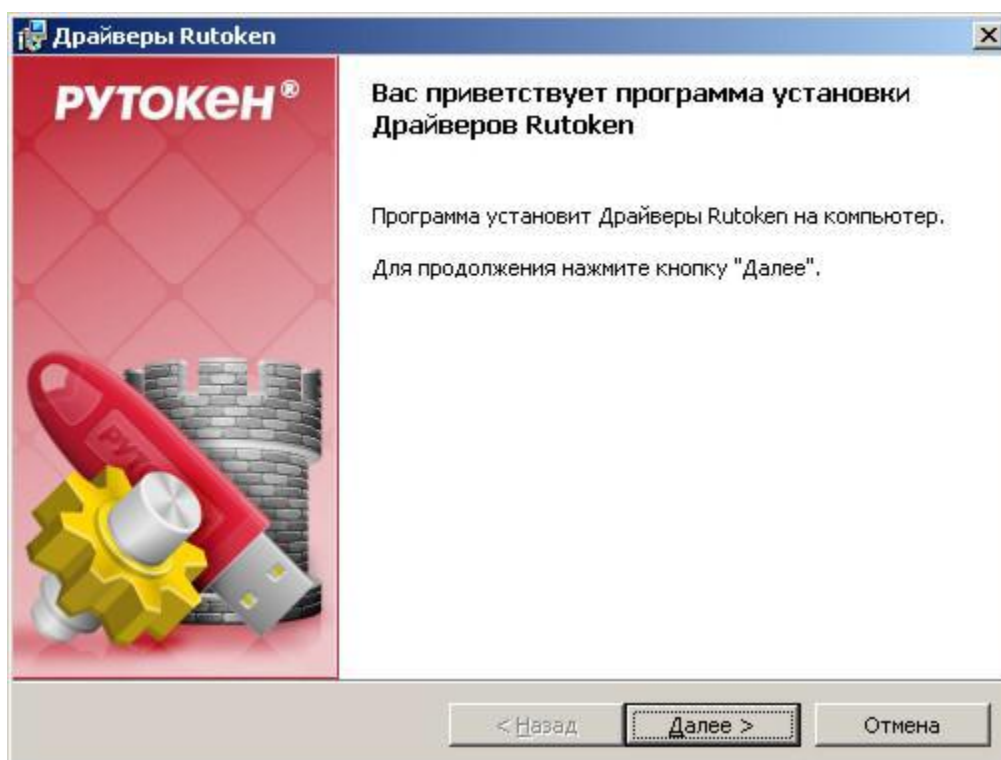 Драйверы Rutoken
РУТОКЕН®
Вас приветствует программа установки
Драйверов Rutoken
Программа установит Драйверы Rutoken на компьютер.
Для продолжения нажмите кнопку "Далее".
< Назад
Далее >
Отмена